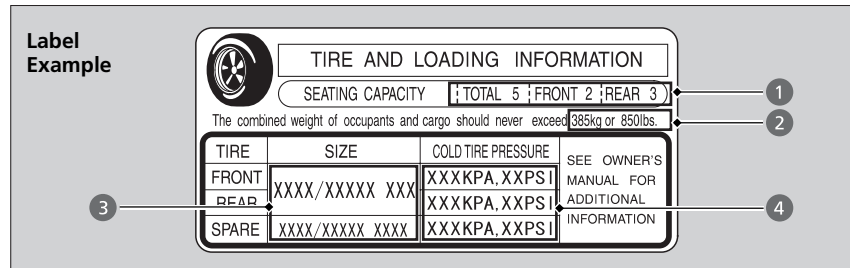 Label
Example
TIRE AND LOADING INFORMATION
SEATING CAPACITY TOTAL 5 FRONT 2 REAR 3
1
The combined weight of occupants and cargo should never exceed 385kg or 850lbs.
2
TIRE SIZE COLD TIRE PRESSURE
SEE OWNER'S
MANUAL FOR
ADDITIONAL
INFORMATION
FRONT XXXX/XXXXX XXX XXXKPA,XXPSI
REAR XXXKPA,XXPSI
3
4
SPARE XXXX/XXXXX XXXX XXXKPA,XXPSI